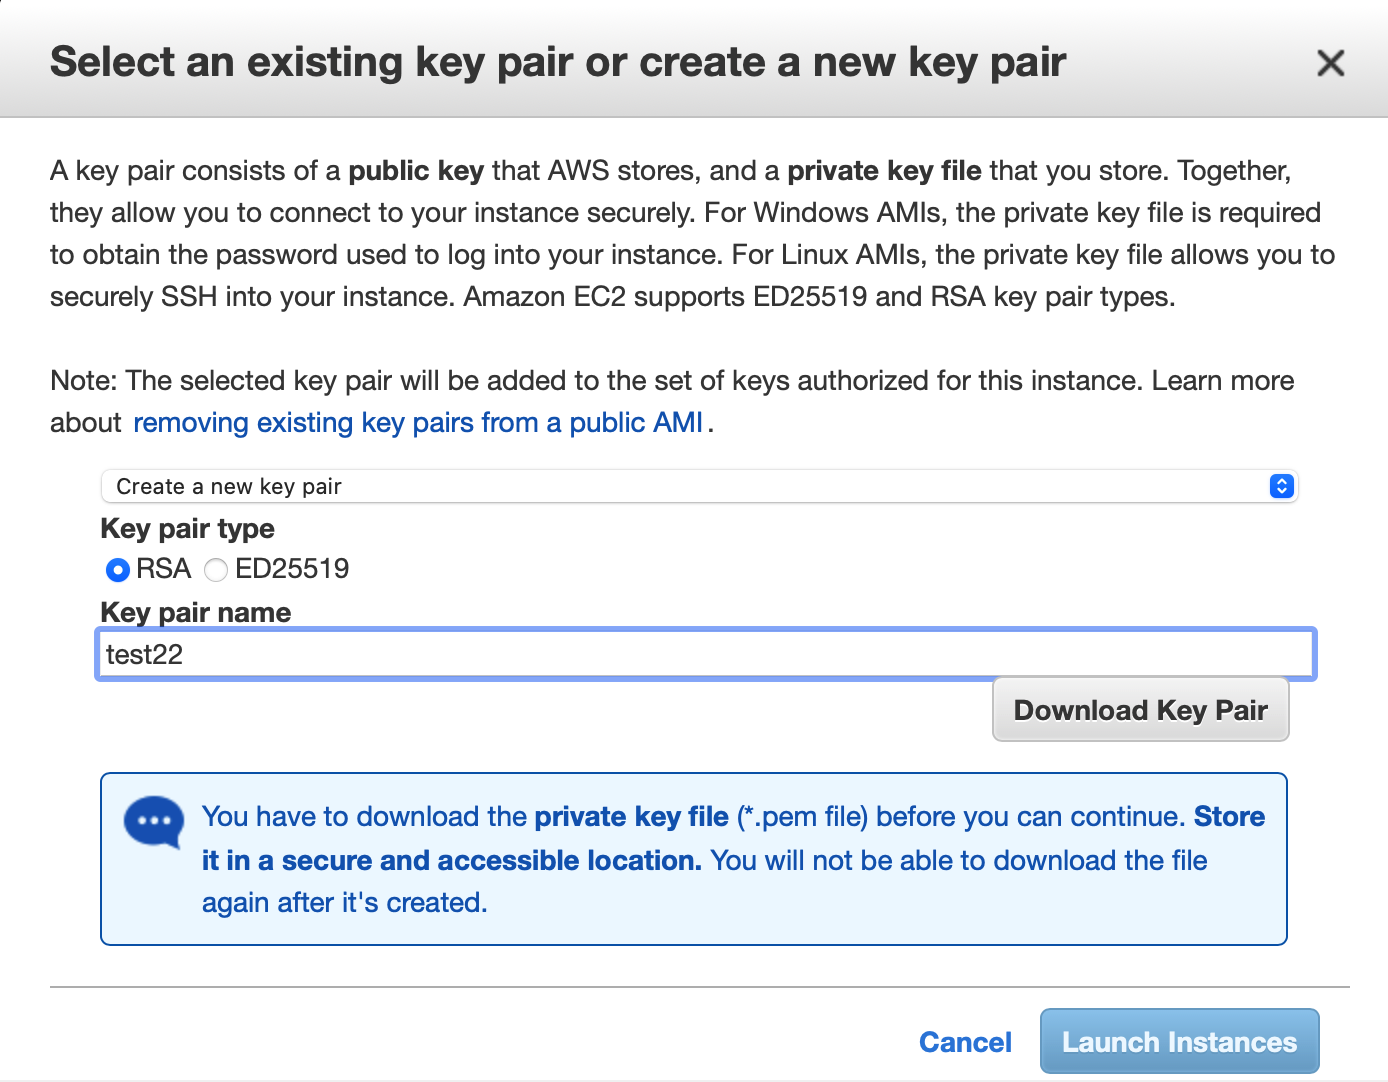 Select an existing key pair or create a new key pair
A key pair consists of a public key that AWS stores, and a private key file that you store. Together,
they allow you to connect to your instance securely. For Windows AMIs, the private key file is required
to obtain the password used to log into your instance. For Linux AMIs, the private key file allows you to
securely SSH into your instance. Amazon EC2 supports ED25519 and RSA key pair types.
Note: The selected key pair will be added to the set of keys authorized for this instance. Learn more
about removing existing key pairs from a public AMI.
Create a new key pair
Key pair type
RSA ED25519
Key pair name
test22
Download Key Pair
You have to download the private key file (*.pem file) before you can continue. Store
it in a secure and accessible location. You will not be able to download the file
again after it's created.
Cancel Launch Instances